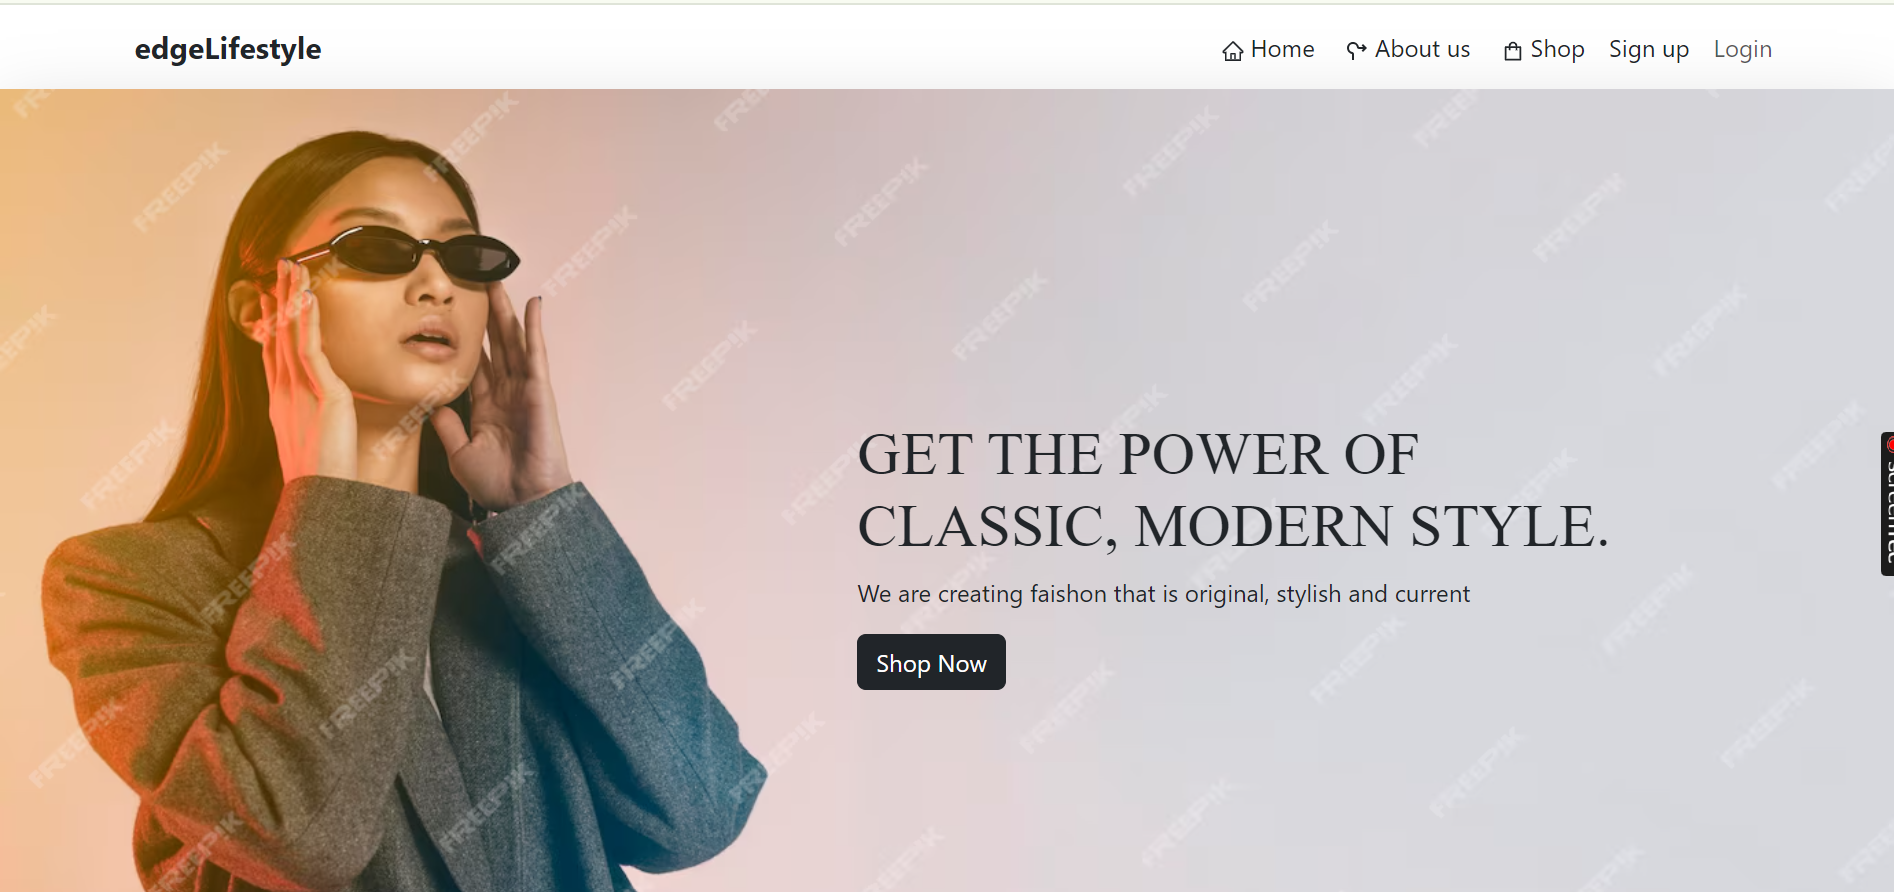 edgeLifestyle
Home About us Shop Sign up Login
GET THE POWER OF
CLASSIC, MODERN STYLE.
We are creating faishon that is original, stylish and current
Shop Now
FREEPIK